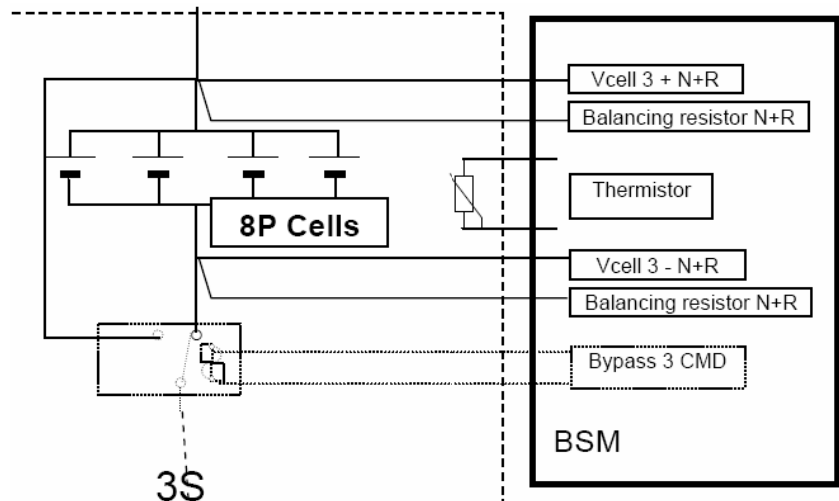 Vcell 3 + N+R
Balancing resistor N+R
Thermistor
8P Cells
Vcell 3 - N+R
Balancing resistor N+R
Bypass 3 CMD
BSM
3S